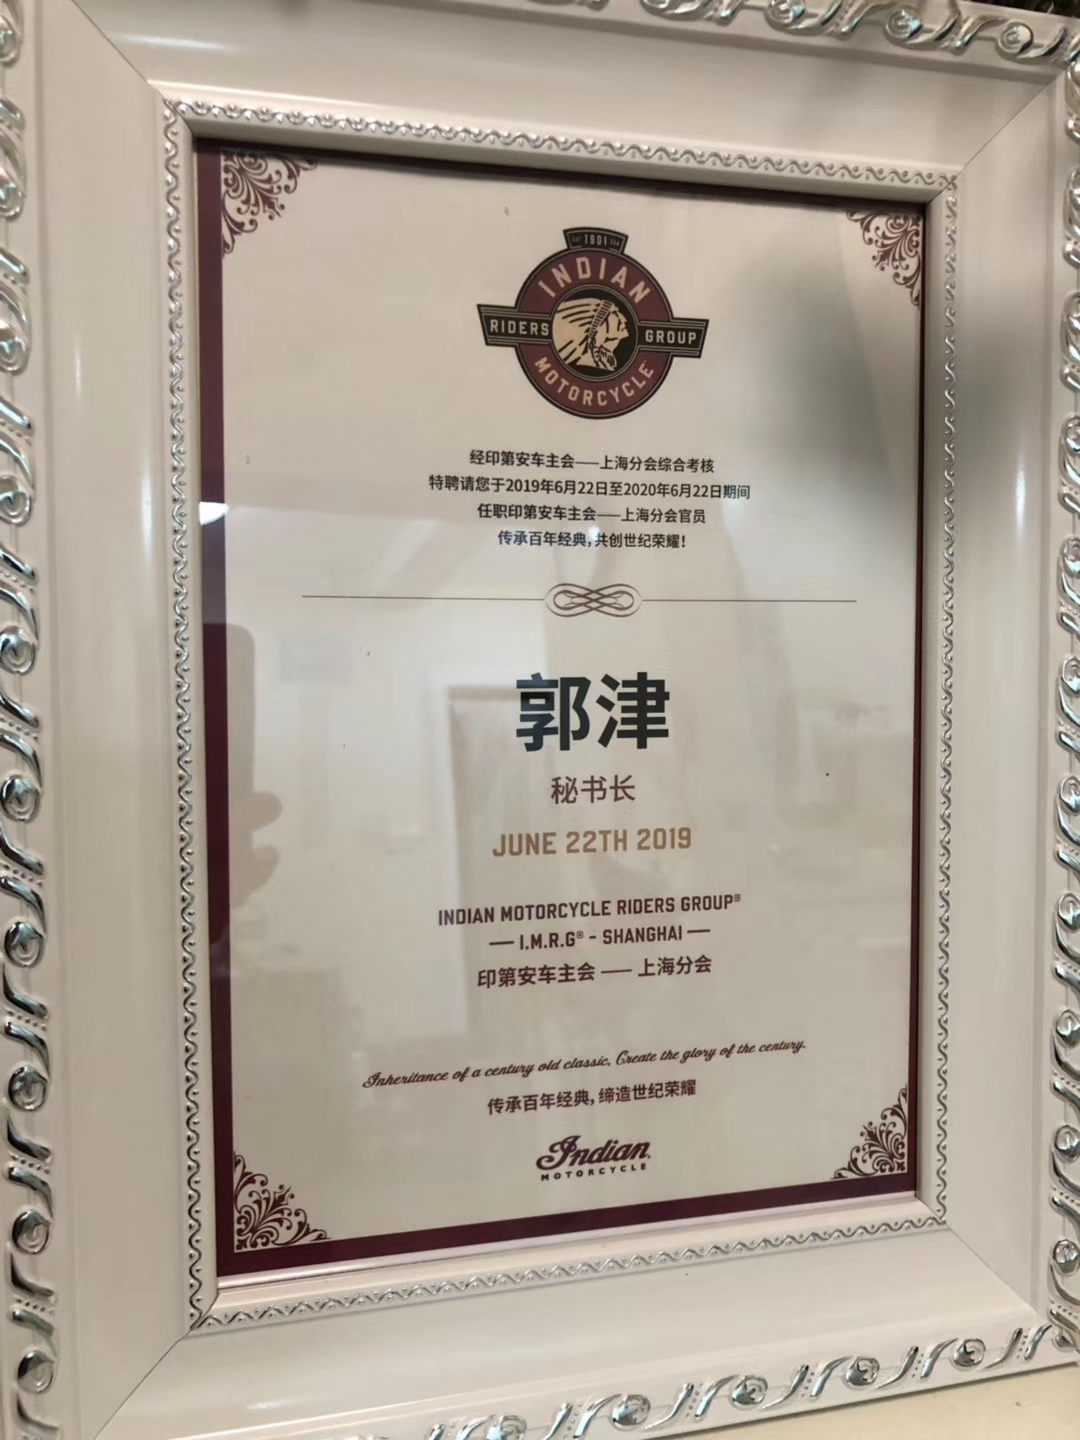 1901
INDIAN
RIDERS GROUP
MOTORCYCLE
经印第安车主会——上海分会综合考核
特聘请您于2019年6月22日至2020年6月22日期间
任职印第安车主会——上海分会官员
传承百年经典，共创世纪荣耀！
郭津
秘书长
JUNE 22TH 2019
INDIAN MOTORCYCLE RIDERS GROUP®
— I.M.R.G® - SHANGHAI —
印第安车主会 —— 上海分会
Inheritance of a century old classic, Create the glory of the century.
传承百年经典，缔造世纪荣耀
Indian
MOTORCYCLE